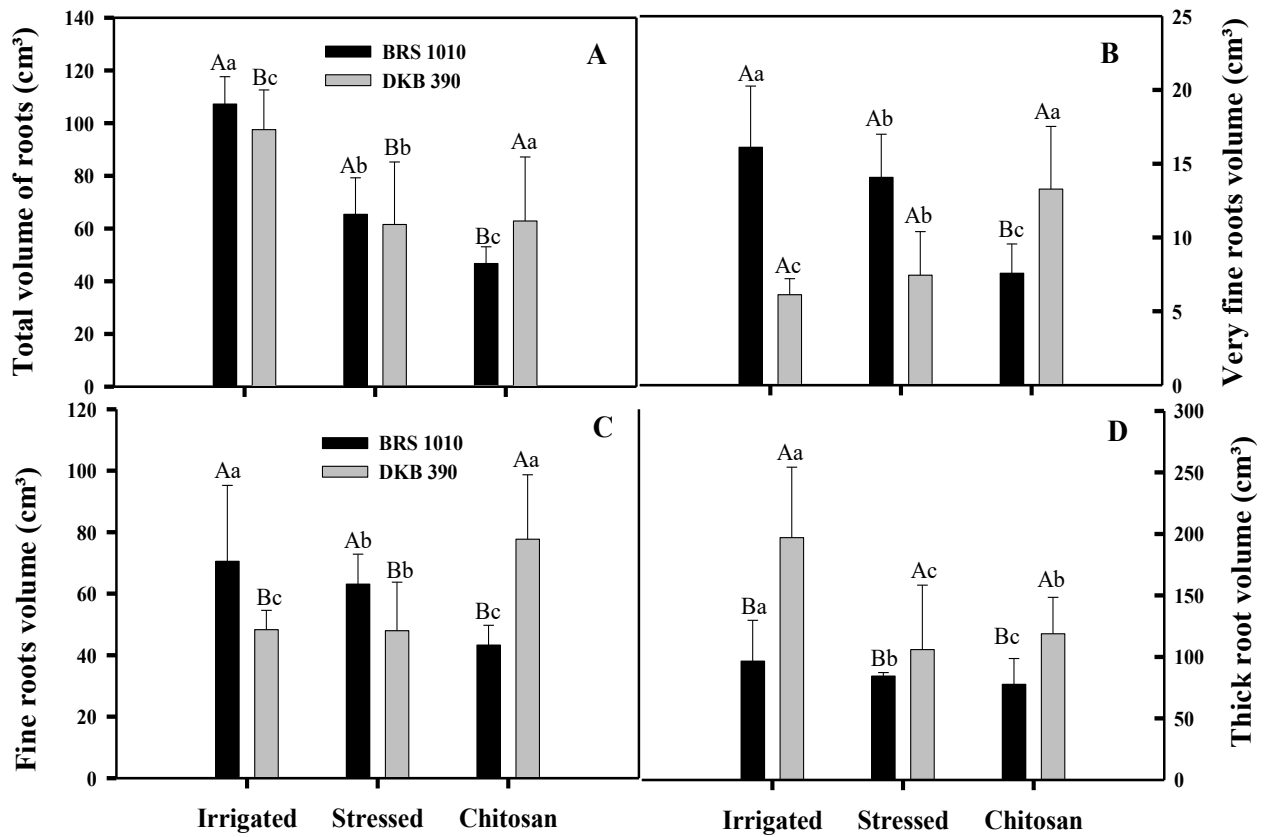 Total volume of roots (cm³)
140
120
100
80
60
40
20
0
BRS 1010
DKB 390
A
Aa
Bc
Ab
Bb
Bc
Aa
B
Aa
Ac
Ab
Ab
Bc
Aa
25
20
15
10
5
0
Very fine roots volume (cm³)
Fine roots volume (cm³)
120
100
80
60
40
20
0
BRS 1010
DKB 390
C
Aa
Bc
Ab
Bb
Bc
Aa
Irrigated
Stressed
Chitosan
D
Ba
Aa
Bb
Ac
Bc
Ab
300
250
200
150
100
50
0
Thick root volume (cm³)
Irrigated
Stressed
Chitosan